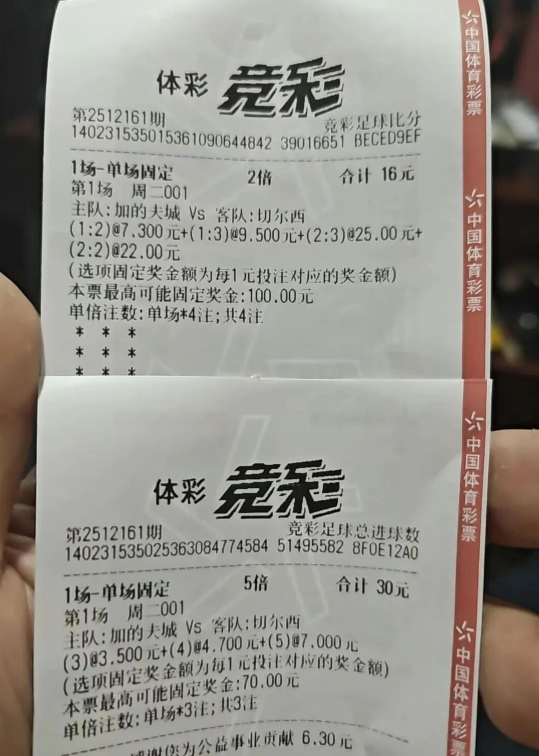 体彩 竞彩
第2512161期 竞彩足球比分
140231535015361090644842 39016651 BECED9EF
1场-单场固定 2倍 合计 16元
第1场 周二001
主队:加的夫城 Vs 客队:切尔西
(1:2)@7.300元+(1:3)@9.500元+(2:3)@25.00元+
(2:2)@22.00元
(选项固定奖金额为每1元投注对应的奖金额)
本票最高可能固定奖金:100.00元
单倍注数:单场*4注;共4注
* * *
* * *
* * *
体彩 竞彩
第2512161期 竞彩足球总进球数
140231535025363084774584 51495582 8F0E12A0
1场-单场固定 5倍 合计 30元
第1场 周二001
主队:加的夫城 Vs 客队:切尔西
(3)@3.500元+(4)@4.700元+(5)@7.000元
(选项固定奖金额为每1元投注对应的奖金额)
本票最高可能固定奖金:70.00元
单倍注数:单场*3注;共3注
感谢您为公益事业贡献 6.30元
中国体育彩票
中国体育彩票
中国体育彩票
中国体育彩票